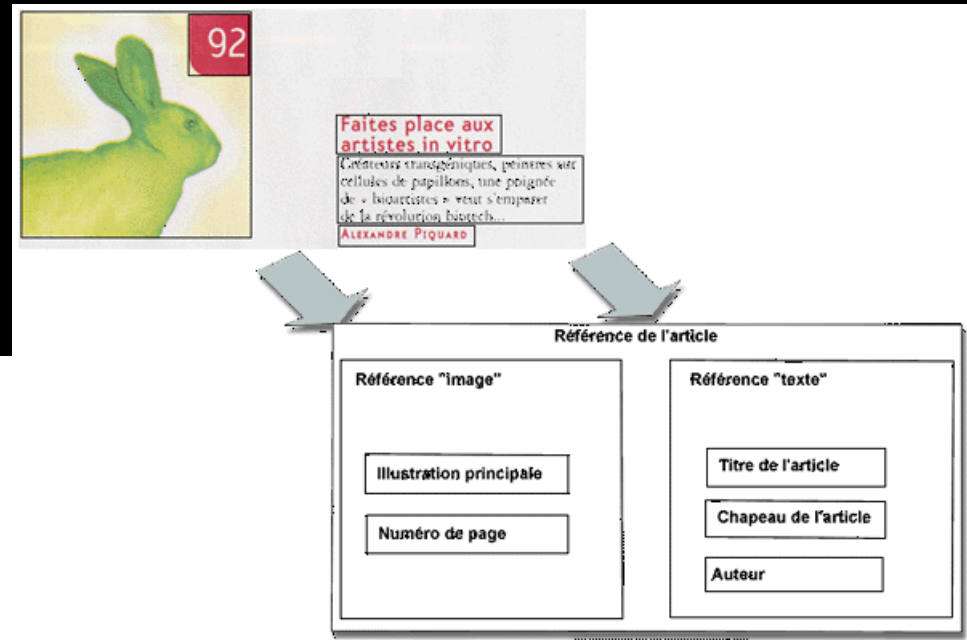 92
Faites place aux
artistes in vitro
Créateurs transgéniques, peintres sur
cellules de papillons, une poignée
de « bioartistes » veut s'emparer
de la révolution biotech...
ALEXANDRE PIQUARD
Référence de l'article
Référence "image"
Illustration principale
Numéro de page
Référence "texte"
Titre de l'article
Chapeau de l'article
Auteur